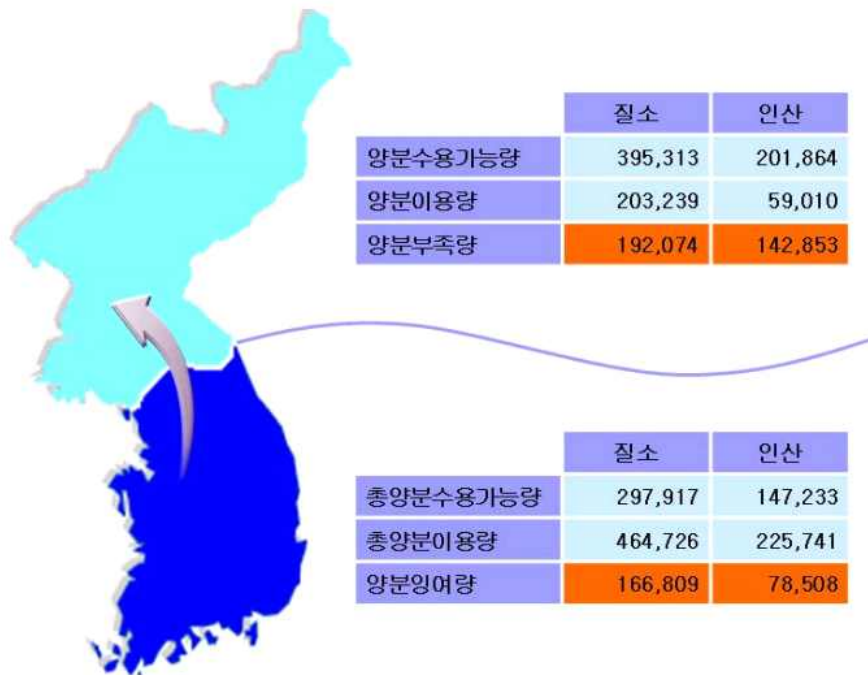 질소 인산
양분수용가능량 395,313 201,864
양분이용량 203,239 59,010
양분부족량 192,074 142,853
질소 인산
총양분수용가능량 297,917 147,233
총양분이용량 464,726 225,741
양분잉여량 166,809 78,508